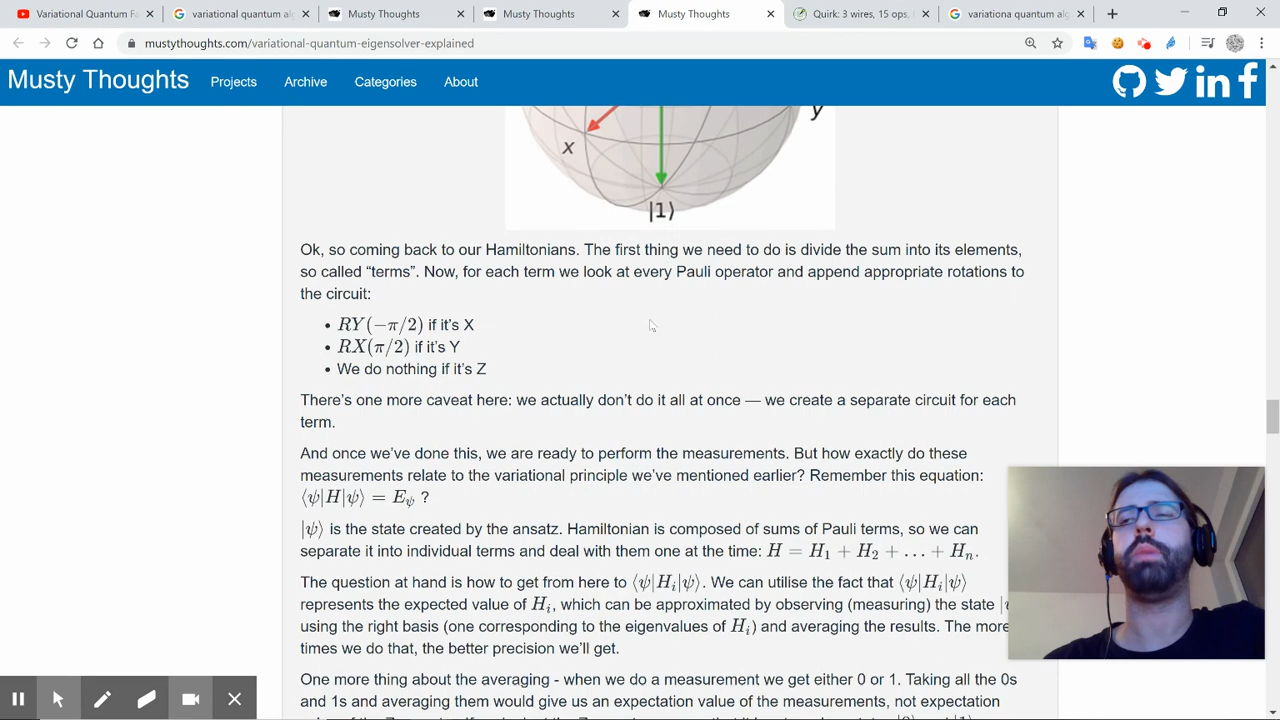 Variational Quantum F
variational quantum al
Musty Thoughts
Musty Thoughts
Musty Thoughts
Quirk: 3 wires, 15 ops,
variationa quantum alg
mustythoughts.com/variational-quantum-eigensolver-explained
Musty Thoughts Projects Archive Categories About
y
x
|1⟩
Ok, so coming back to our Hamiltonians. The first thing we need to do is divide the sum into its elements,
so called “terms”. Now, for each term we look at every Pauli operator and append appropriate rotations to
the circuit:
• RY(−π/2) if it's X
• RX(π/2) if it's Y
• We do nothing if it's Z
There's one more caveat here: we actually don't do it all at once — we create a separate circuit for each
term.
And once we've done this, we are ready to perform the measurements. But how exactly do these
measurements relate to the variational principle we've mentioned earlier? Remember this equation:
⟨ψ|H|ψ⟩ = Eψ ?
|ψ⟩ is the state created by the ansatz. Hamiltonian is composed of sums of Pauli terms, so we can
separate it into individual terms and deal with them one at the time: H = H₁ + H₂ + … + Hₙ.
The question at hand is how to get from here to ⟨ψ|Hᵢ|ψ⟩. We can utilise the fact that ⟨ψ|Hᵢ|ψ⟩
represents the expected value of Hᵢ, which can be approximated by observing (measuring) the state
using the right basis (one corresponding to the eigenvalues of Hᵢ) and averaging the results. The more
times we do that, the better precision we'll get.
One more thing about the averaging - when we do a measurement we get either 0 or 1. Taking all the 0s
and 1s and averaging them would give us an expectation value of the measurements, not expectation